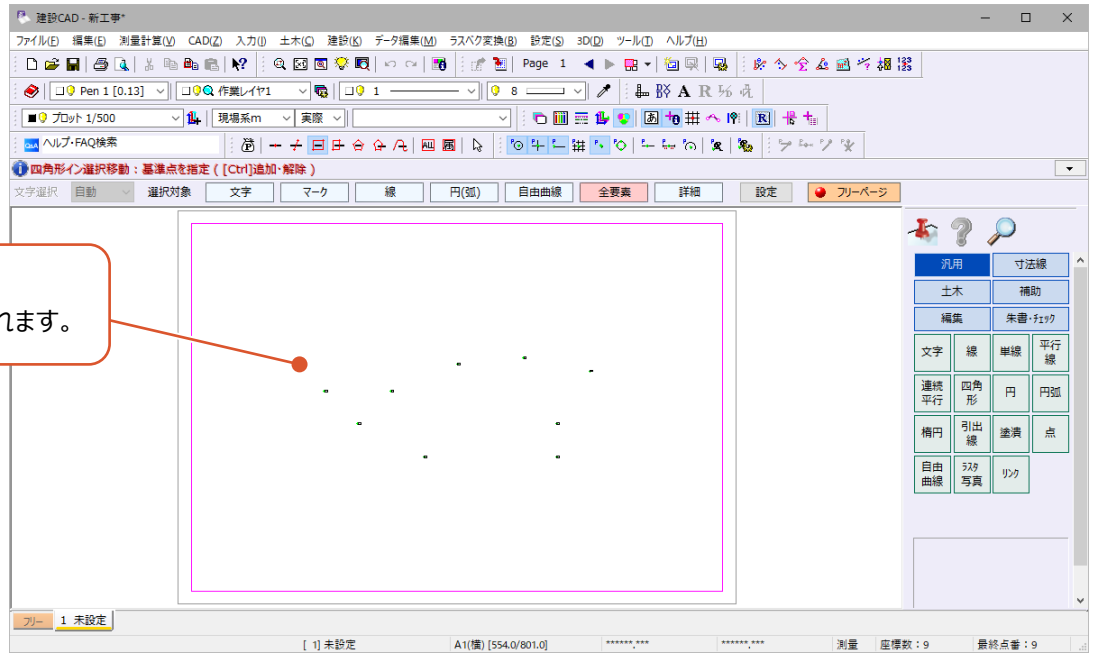 建設CAD - 新工事*
ファイル(F) 編集(E) 測量計算(V) CAD(Z) 入力(I) 土木(C) 建設(K) データ編集(M) ラスベク変換(B) 設定(S) 3D(D) ツール(T) ヘルプ(H)
Page 1
Pen 1 [0.13] 作業レイヤ1 1 8 A R
プロット 1/500 現場系m 実際 あ R
Q&A ヘルプ・FAQ検索 ALL
四角形イン選択移動：基準点を指定 ( [Ctrl]追加・解除 )
文字選択 自動 選択対象 文字 マーク 線 円(弧) 自由曲線 全要素 詳細 設定 フリーページ
れます。
汎用 寸法線
土木 補助
編集 朱書・チェック
文字 線 単線 平行線
連続平行 四角形 円 円弧
楕円 引出線 塗潰 点
自由曲線 ラスタ写真 リンク
フリー 1 未設定
[ 1] 未設定 A1(横) [554.0/801.0] ******.*** ******.*** 測量 座標数：9 最終点番：9